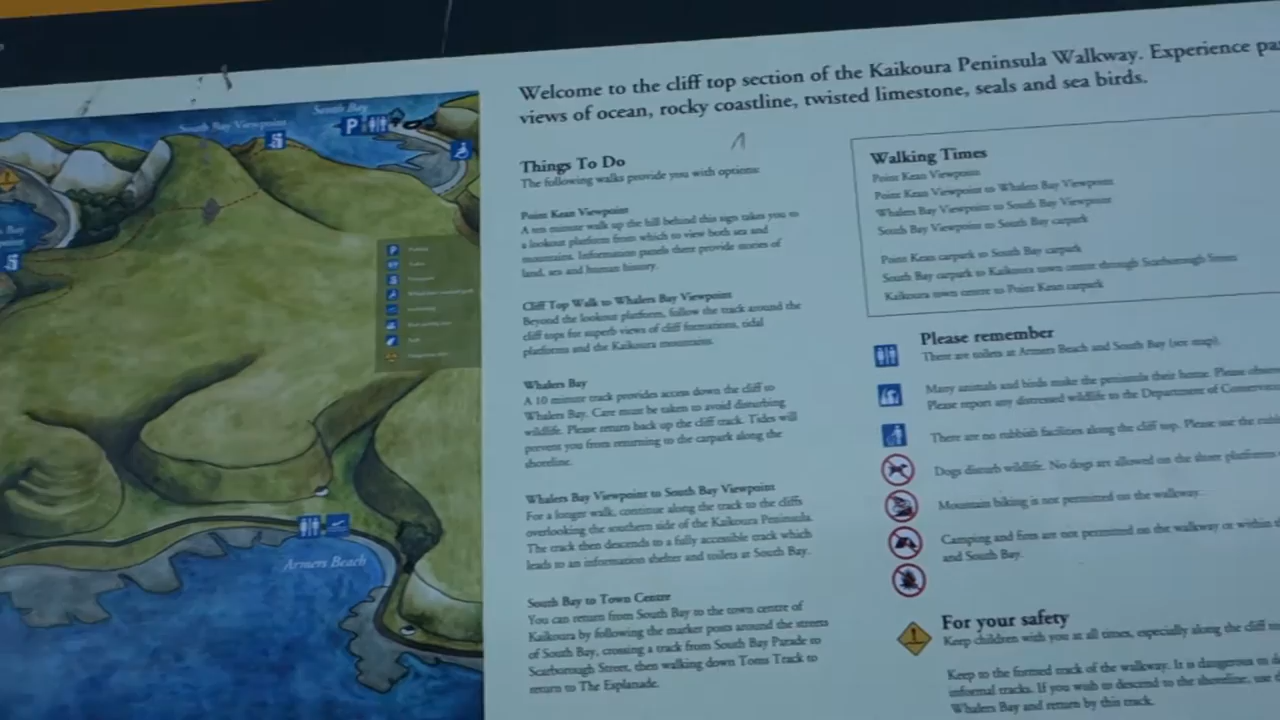 Welcome to the cliff top section of the Kaikoura Peninsula Walkway. Experience pa
views of ocean, rocky coastline, twisted limestone, seals and sea birds.
South Bay
South Bay Viewpoint
P
Bay
point
Armers Beach
Things To Do
The following walks provide you with options:
Point Kean Viewpoint
A ten minute walk up the hill behind this sign takes you to
a lookout platform from which to view both sea and
mountains. Information panels there provide stories of
land, sea and human history.
Cliff Top Walk to Whalers Bay Viewpoint
Beyond the lookout platform, follow the track around the
cliff tops for superb views of cliff formations, tidal
platforms and the Kaikoura mountains.
Whalers Bay
A 10 minute track provides access down the cliff to
Whalers Bay. Care must be taken to avoid disturbing
wildlife. Please return back up the cliff track. Tides will
prevent you from returning to the carpark along the
shoreline.
Whalers Bay Viewpoint to South Bay Viewpoint
For a longer walk, continue along the track to the cliffs
overlooking the southern side of the Kaikoura Peninsula.
The track then descends to a fully accessible track which
leads to an information shelter and toilets at South Bay.
South Bay to Town Centre
You can return from South Bay to the town centre of
Kaikoura by following the marker posts around the streets
of South Bay, crossing a track from South Bay Parade to
Scarborough Street, then walking down Toms Track to
return to The Esplanade.
Walking Times
Point Kean Viewpoint
Point Kean Viewpoint to Whalers Bay Viewpoint
Whalers Bay Viewpoint to South Bay Viewpoint
South Bay Viewpoint to South Bay carpark
Point Kean carpark to South Bay carpark
South Bay carpark to Kaikoura town centre through Scarborough Street
Kaikoura town centre to Point Kean carpark
Please remember
There are toilets at Armers Beach and South Bay (see map).
Many animals and birds make the peninsula their home. Please observe
Please report any distressed wildlife to the Department of Conservation
There are no rubbish facilities along the cliff top. Please use the rubb
Dogs disturb wildlife. No dogs are allowed on the shore platforms
Mountain biking is not permitted on the walkway.
Camping and fires are not permitted on the walkway or within
and South Bay.
For your safety
Keep children with you at all times, especially along the cliff to
Keep to the formed track of the walkway. It is dangerous to
informal tracks. If you wish to descend to the shoreline, use
Whalers Bay and return by this track.